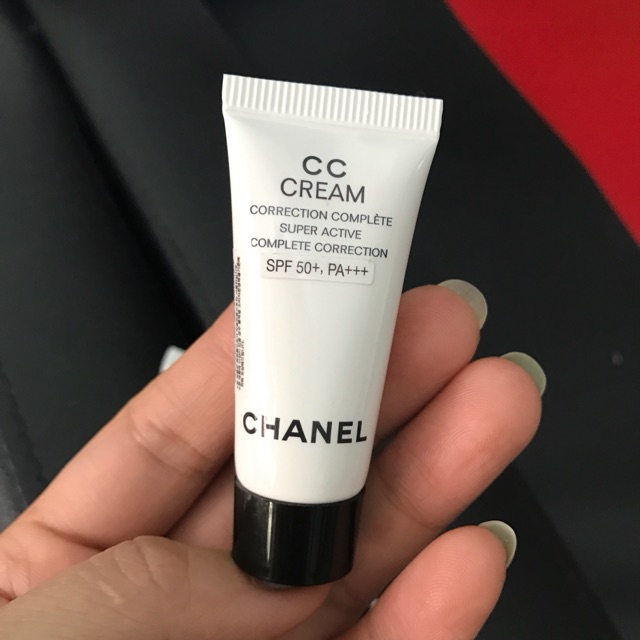 CC
CREAM
CORRECTION COMPLÈTE
SUPER ACTIVE
COMPLETE CORRECTION
SPF 50+, PA+++
CHANEL